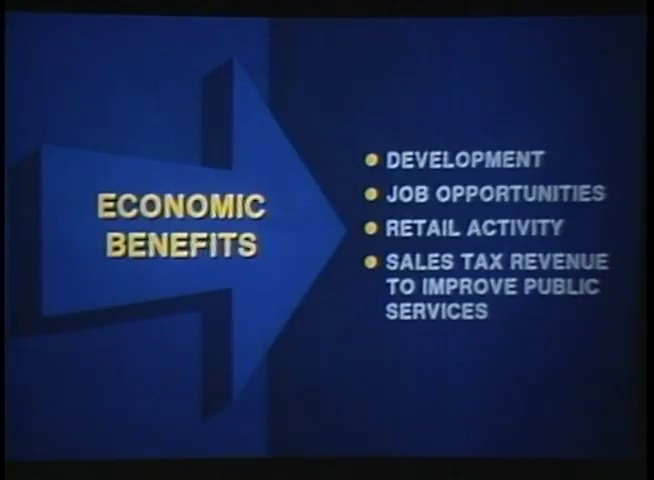 ECONOMIC
BENEFITS
DEVELOPMENT
JOB OPPORTUNITIES
RETAIL ACTIVITY
SALES TAX REVENUE
TO IMPROVE PUBLIC
SERVICES